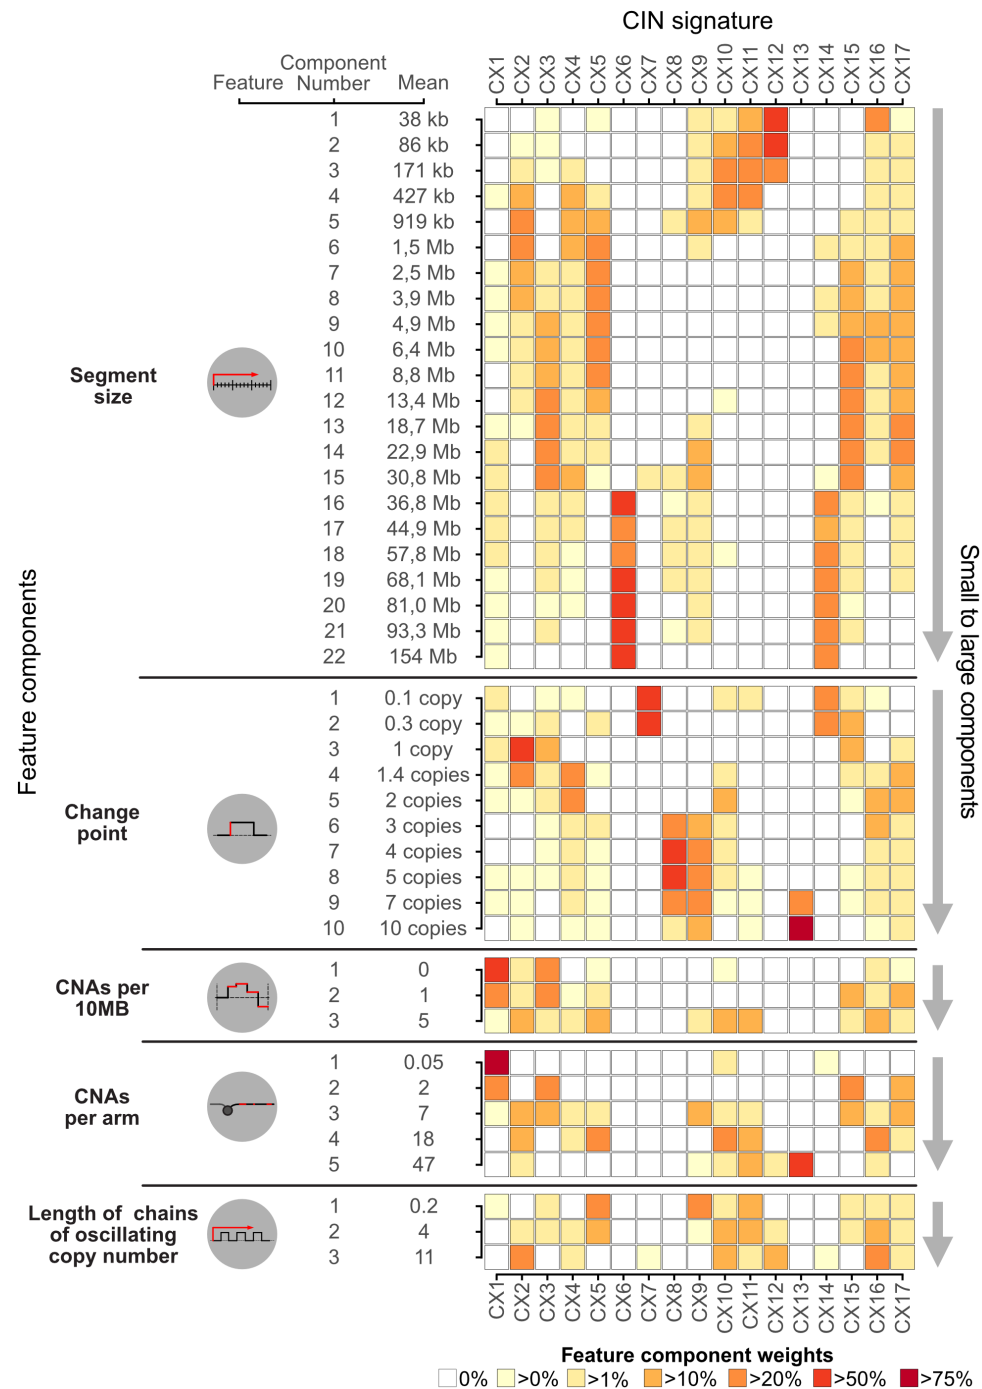 CIN signature
Component
Feature Number Mean
CX1 CX2 CX3 CX4 CX5 CX6 CX7 CX8 CX9 CX10 CX11 CX12 CX13 CX14 CX15 CX16 CX17
Feature components
Small to large components
Segment
size
1 38 kb
2 86 kb
3 171 kb
4 427 kb
5 919 kb
6 1,5 Mb
7 2,5 Mb
8 3,9 Mb
9 4,9 Mb
10 6,4 Mb
11 8,8 Mb
12 13,4 Mb
13 18,7 Mb
14 22,9 Mb
15 30,8 Mb
16 36,8 Mb
17 44,9 Mb
18 57,8 Mb
19 68,1 Mb
20 81,0 Mb
21 93,3 Mb
22 154 Mb
Change
point
1 0.1 copy
2 0.3 copy
3 1 copy
4 1.4 copies
5 2 copies
6 3 copies
7 4 copies
8 5 copies
9 7 copies
10 10 copies
CNAs per
10MB
1 0
2 1
3 5
CNAs
per arm
1 0.05
2 2
3 7
4 18
5 47
Length of chains
of oscillating
copy number
1 0.2
2 4
3 11
CX1 CX2 CX3 CX4 CX5 CX6 CX7 CX8 CX9 CX10 CX11 CX12 CX13 CX14 CX15 CX16 CX17
Feature component weights
0% >0% >1% >10% >20% >50% >75%